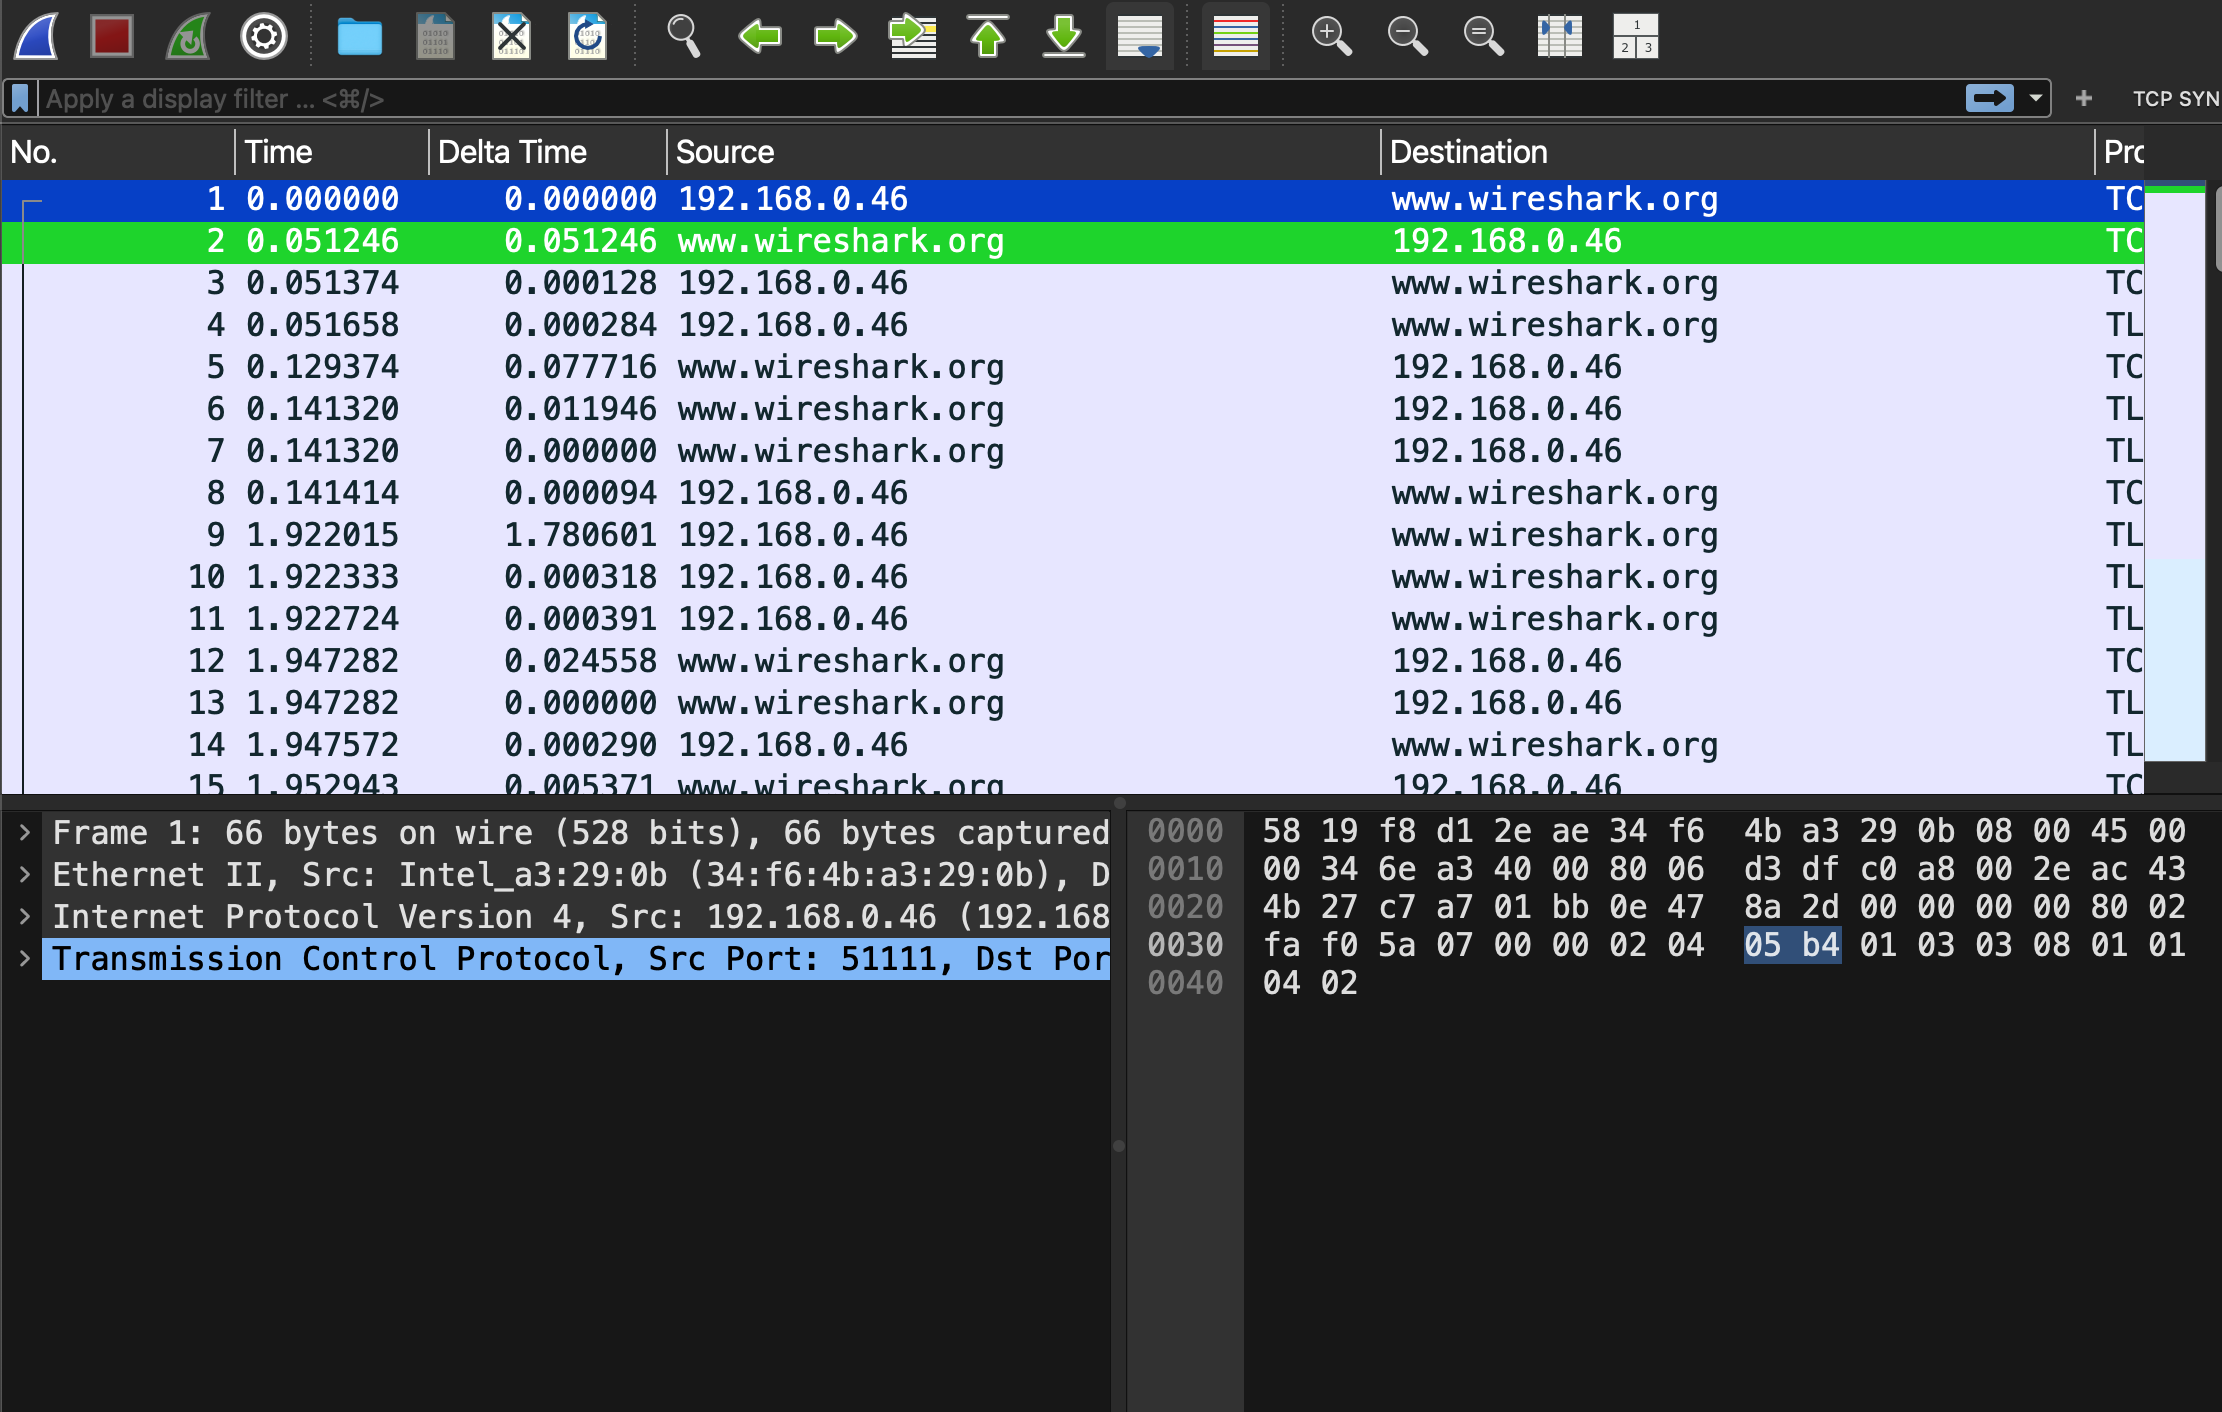 1
2 3
Apply a display filter ... <⌘/>
+ TCP SYN
No. Time Delta Time Source Destination Pro
1 0.000000 0.000000 192.168.0.46 www.wireshark.org TC
2 0.051246 0.051246 www.wireshark.org 192.168.0.46 TC
3 0.051374 0.000128 192.168.0.46 www.wireshark.org TC
4 0.051658 0.000284 192.168.0.46 www.wireshark.org TL
5 0.129374 0.077716 www.wireshark.org 192.168.0.46 TC
6 0.141320 0.011946 www.wireshark.org 192.168.0.46 TL
7 0.141320 0.000000 www.wireshark.org 192.168.0.46 TL
8 0.141414 0.000094 192.168.0.46 www.wireshark.org TC
9 1.922015 1.780601 192.168.0.46 www.wireshark.org TL
10 1.922333 0.000318 192.168.0.46 www.wireshark.org TL
11 1.922724 0.000391 192.168.0.46 www.wireshark.org TL
12 1.947282 0.024558 www.wireshark.org 192.168.0.46 TC
13 1.947282 0.000000 www.wireshark.org 192.168.0.46 TL
14 1.947572 0.000290 192.168.0.46 www.wireshark.org TL
15 1.952943 0.005371 www.wireshark.org 192.168.0.46 TC
Frame 1: 66 bytes on wire (528 bits), 66 bytes captured
Ethernet II, Src: Intel_a3:29:0b (34:f6:4b:a3:29:0b), D
Internet Protocol Version 4, Src: 192.168.0.46 (192.168
Transmission Control Protocol, Src Port: 51111, Dst Por
0000 58 19 f8 d1 2e ae 34 f6 4b a3 29 0b 08 00 45 00
0010 00 34 6e a3 40 00 80 06 d3 df c0 a8 00 2e ac 43
0020 4b 27 c7 a7 01 bb 0e 47 8a 2d 00 00 00 00 80 02
0030 fa f0 5a 07 00 00 02 04 05 b4 01 03 03 08 01 01
0040 04 02